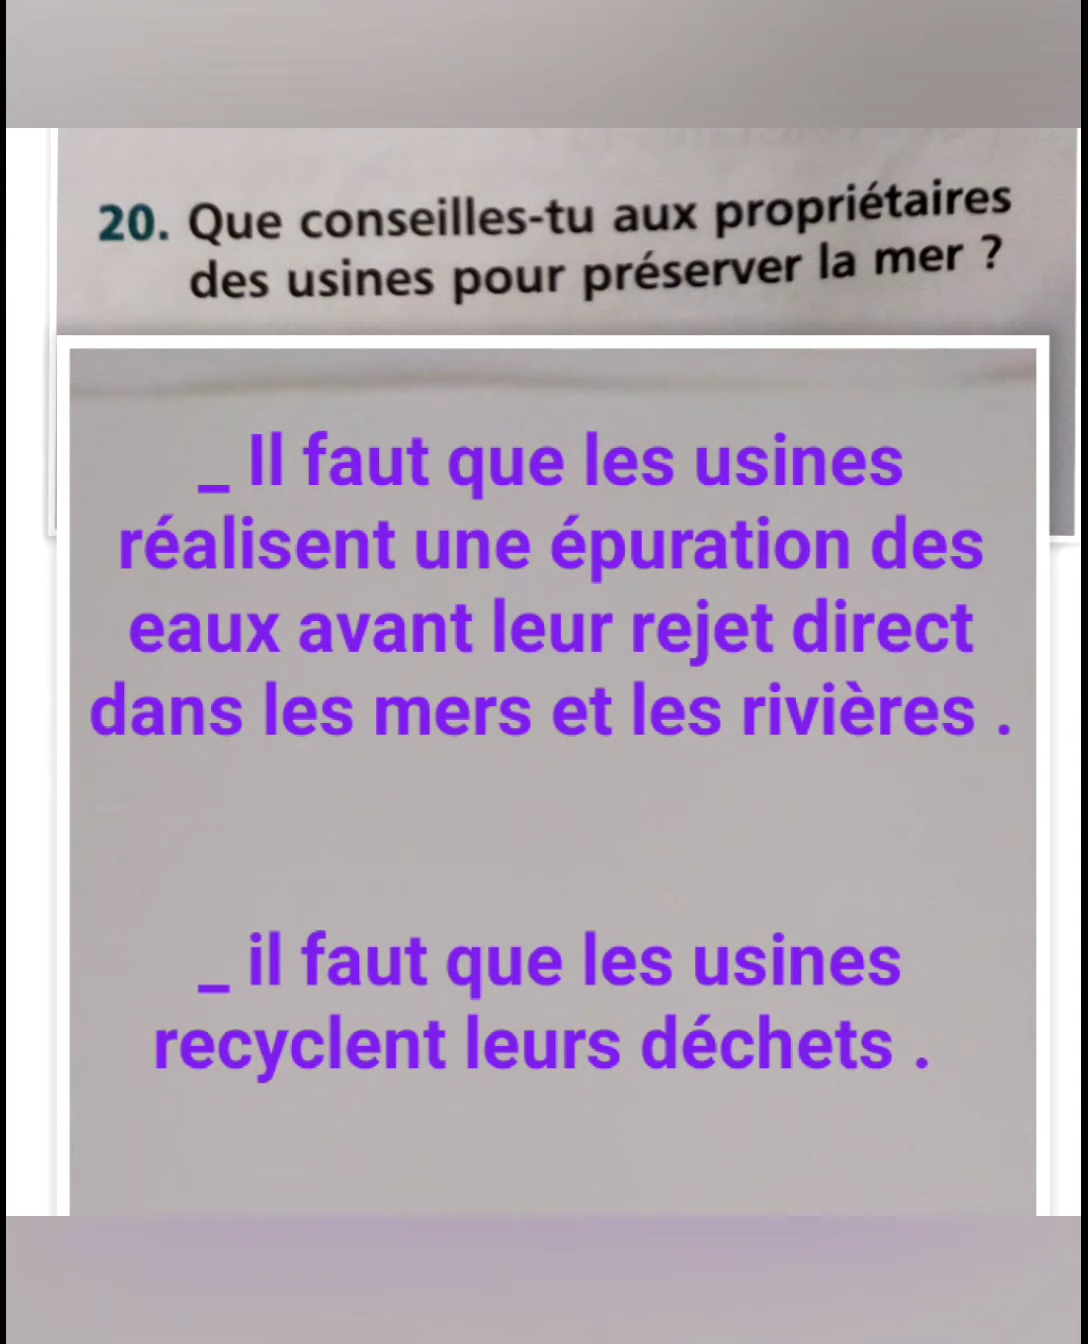 20. Que conseilles-tu aux propriétaires
des usines pour préserver la mer ?
_ Il faut que les usines
réalisent une épuration des
eaux avant leur rejet direct
dans les mers et les rivières .
_ il faut que les usines
recyclent leurs déchets .